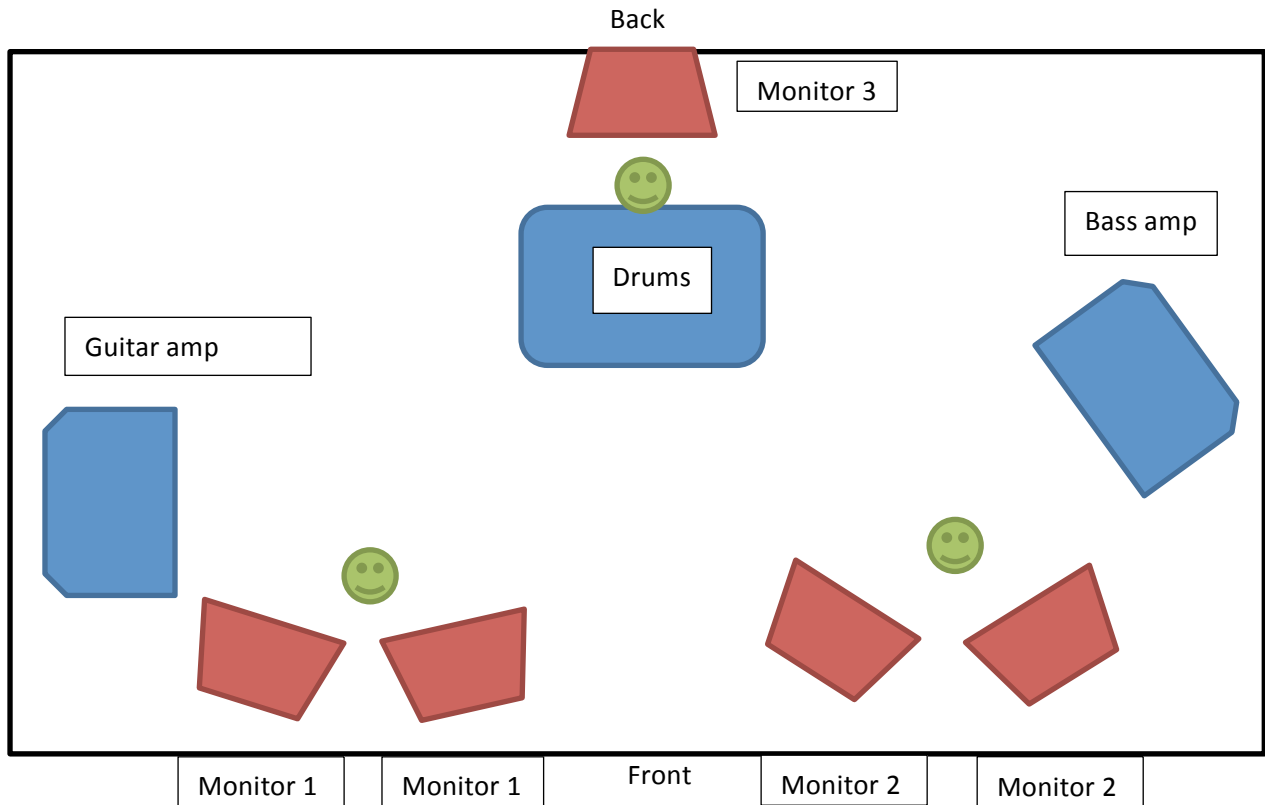 Back
Monitor 3
Bass amp
Drums
Guitar amp
Monitor 1
Monitor 1
Front
Monitor 2
Monitor 2